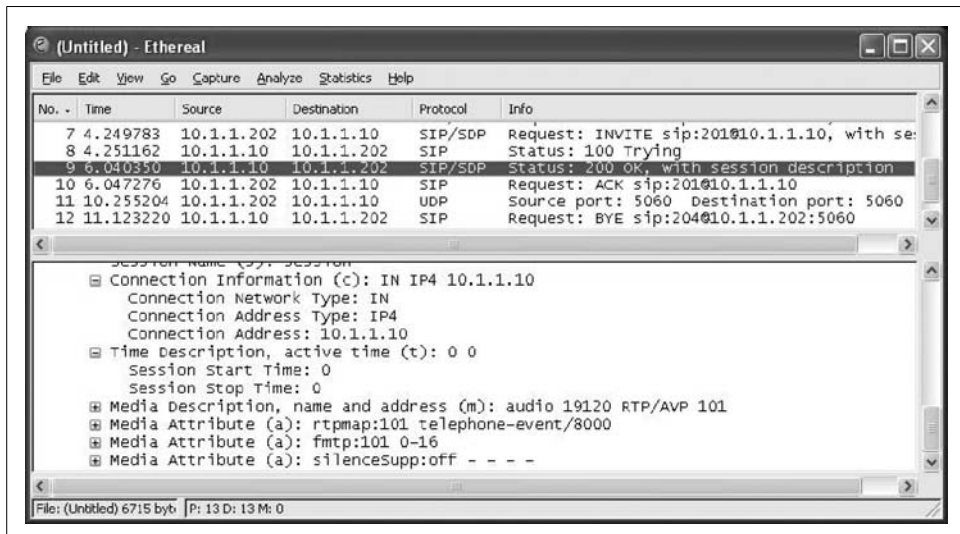 (Untitled) - Ethereal
File Edit View Go Capture Analyze Statistics Help
No. - Time Source Destination Protocol Info
7 4.249783 10.1.1.202 10.1.1.10 SIP/SDP Request: INVITE sip:201@10.1.1.10, with se:
8 4.251162 10.1.1.10 10.1.1.202 SIP Status: 100 Trying
9 6.040350 10.1.1.10 10.1.1.202 SIP/SDP Status: 200 OK, with session description
10 6.047276 10.1.1.202 10.1.1.10 SIP Request: ACK sip:201@10.1.1.10
11 10.255204 10.1.1.202 10.1.1.10 UDP Source port: 5060 Destination port: 5060
12 11.123220 10.1.1.10 10.1.1.202 SIP Request: BYE sip:204@10.1.1.202:5060
Session Name (s): session
Connection Information (c): IN IP4 10.1.1.10
Connection Network Type: IN
Connection Address Type: IP4
Connection Address: 10.1.1.10
Time Description, active time (t): 0 0
Session Start Time: 0
Session Stop Time: 0
Media Description, name and address (m): audio 19120 RTP/AVP 101
Media Attribute (a): rtpmap:101 telephone-event/8000
Media Attribute (a): fmtp:101 0-16
Media Attribute (a): silenceSupp:off - - - -
File: (Untitled) 6715 byt P: 13 D: 13 M: 0